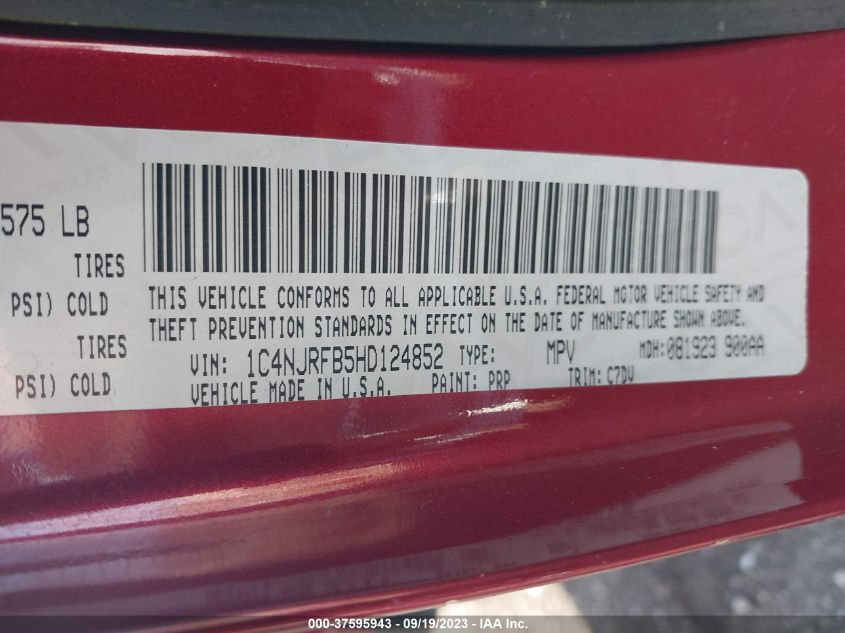 575 LB
TIRES
PSI) COLD
TIRES
PSI) COLD
THIS VEHICLE CONFORMS TO ALL APPLICABLE U.S.A. FEDERAL MOTOR VEHICLE SAFETY AND
THEFT PREVENTION STANDARDS IN EFFECT ON THE DATE OF MANUFACTURE SHOWN ABOVE.
VIN: 1C4NJRFB5HD124852 TYPE: MPV MDH:081923 900AA
VEHICLE MADE IN U.S.A. PAINT: PRP TRIM: C7DV
000-37595943 - 09/19/2023 - IAA Inc.